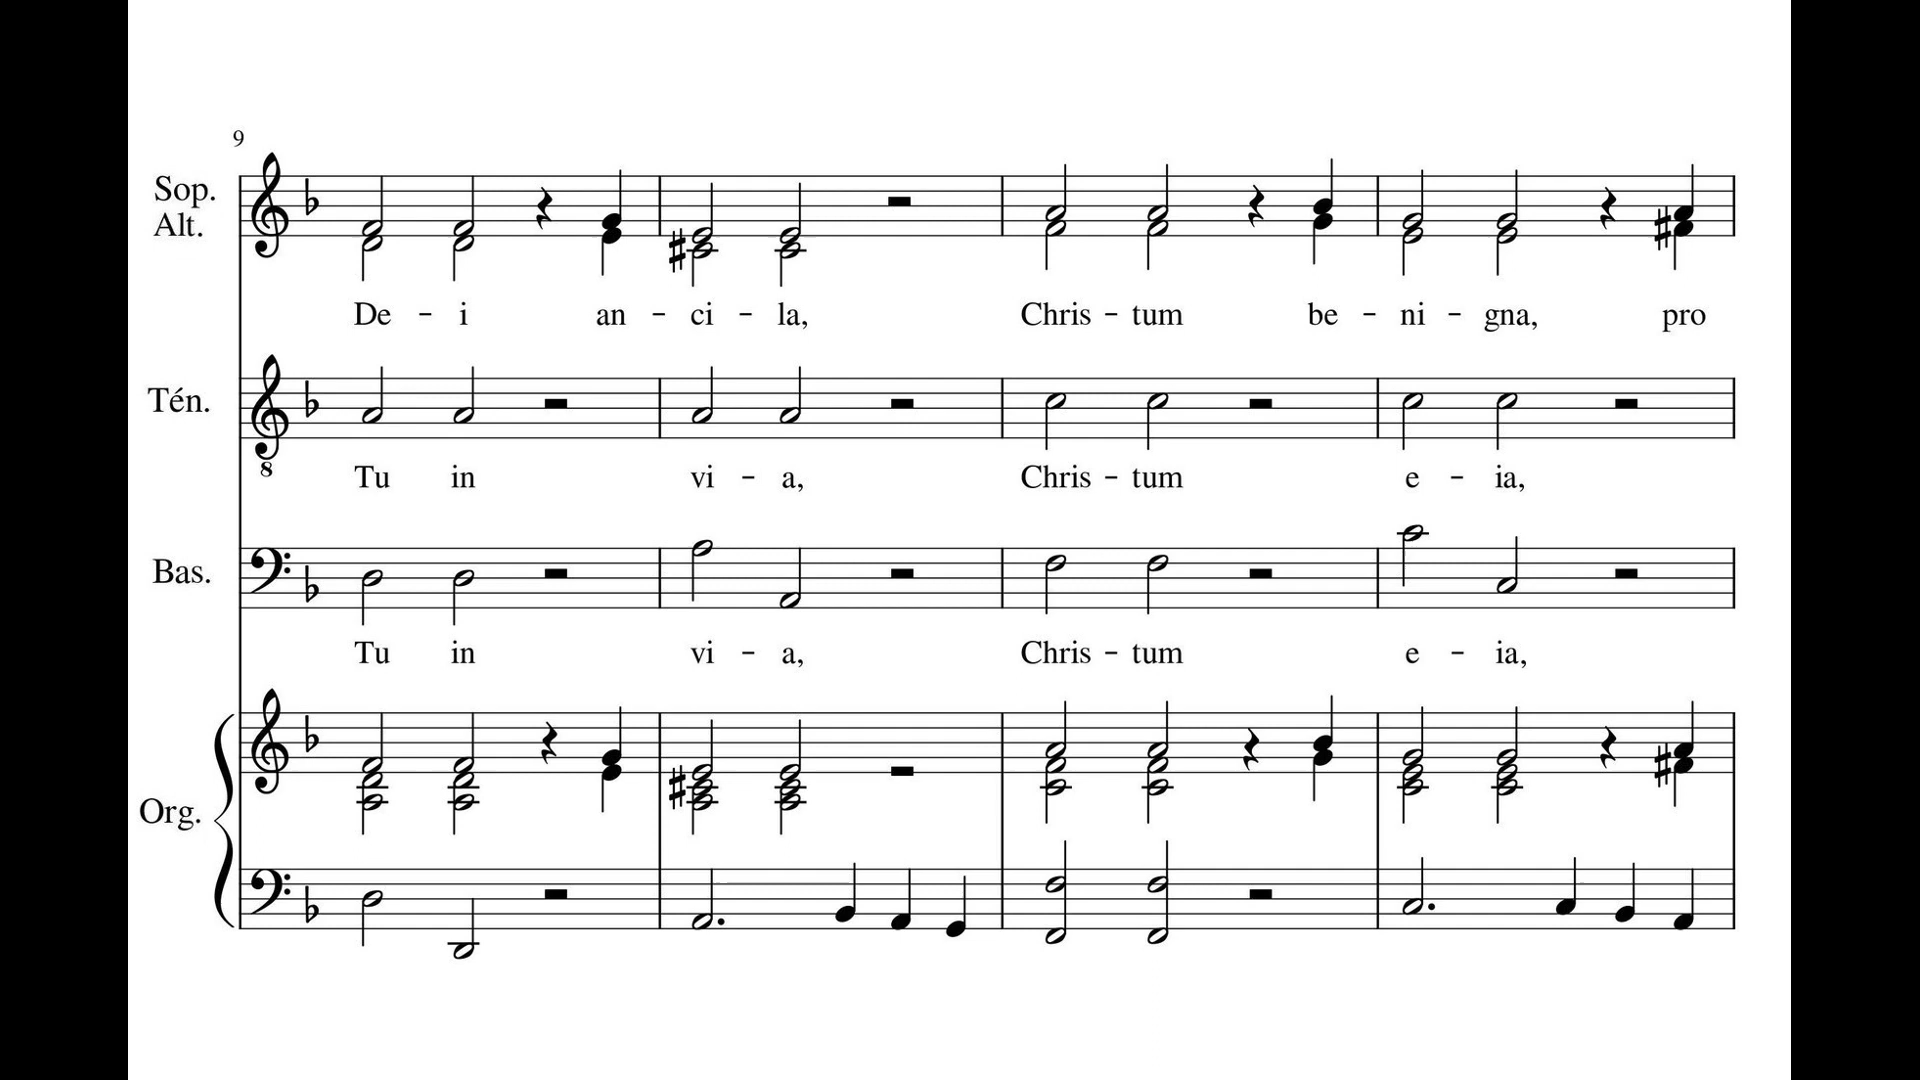 9
Sop.
Alt.
De - i an - ci - la, Chris - tum be - ni - gna, pro
Tén.
8
Tu in vi - a, Chris - tum e - ia,
Bas.
Tu in vi - a, Chris - tum e - ia,
Org.